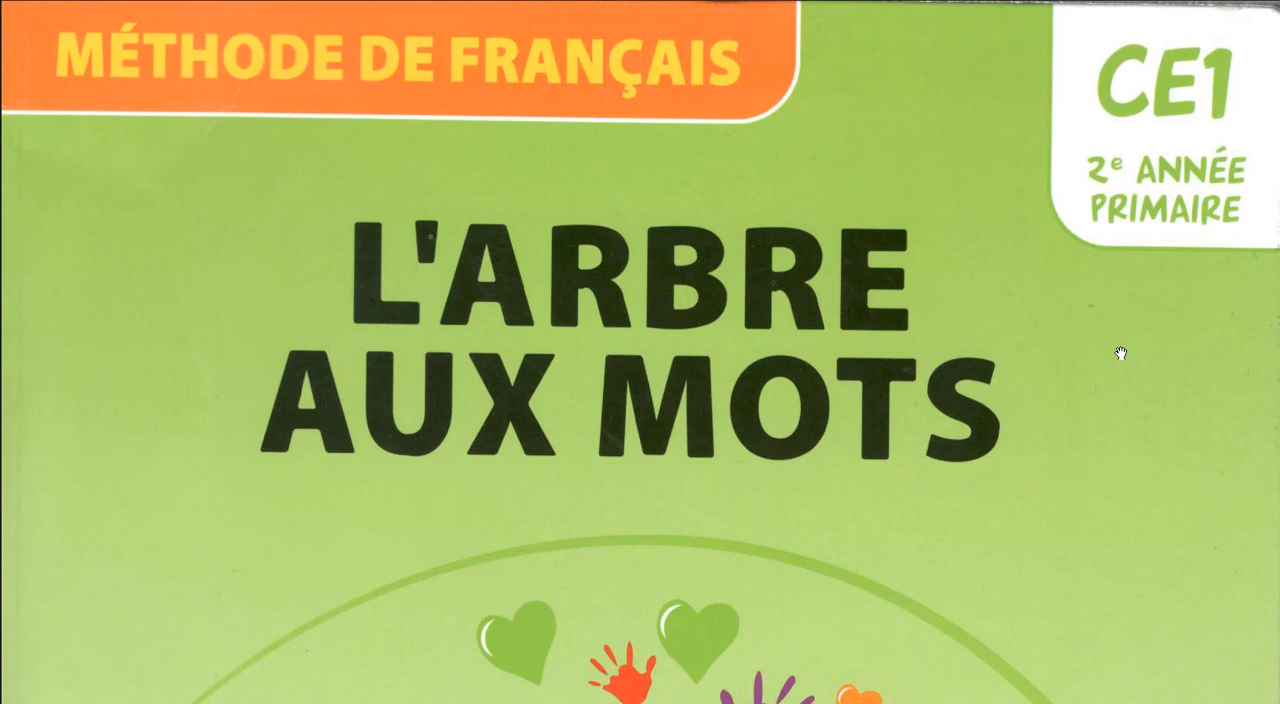 MÉTHODE DE FRANÇAIS
CE1
2e ANNÉE
PRIMAIRE
L'ARBRE
AUX MOTS